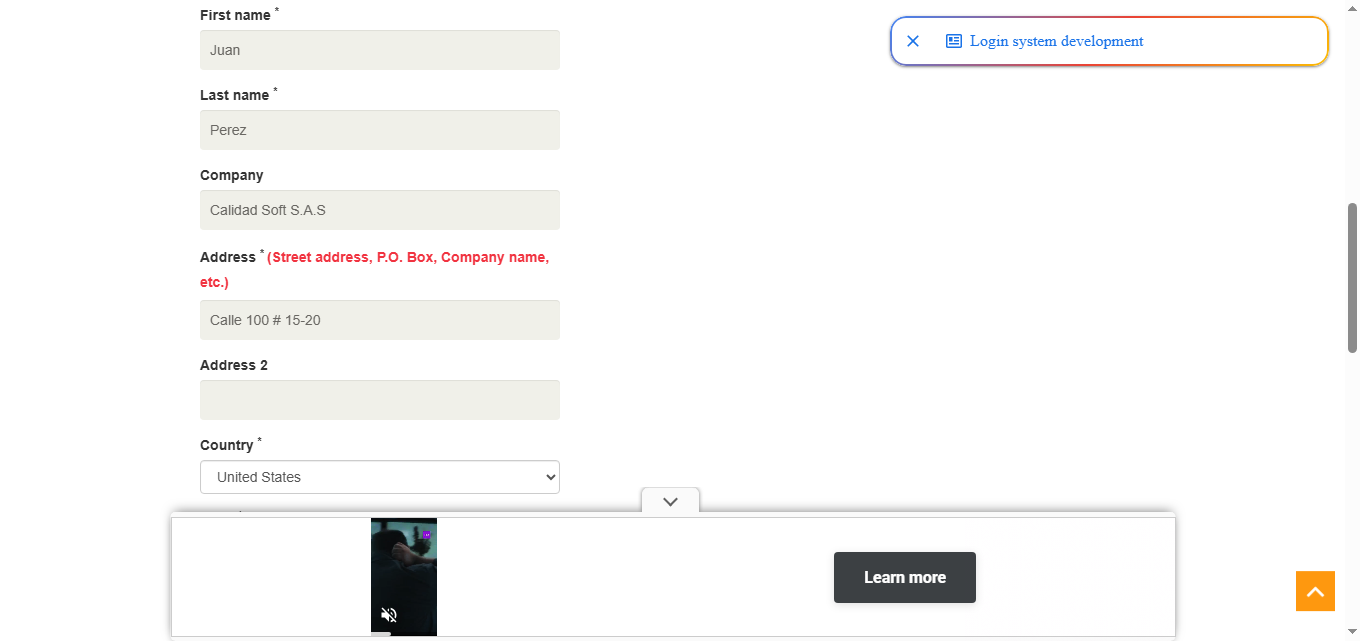 First name *
Juan
Last name *
Perez
Company
Calidad Soft S.A.S
Address * (Street address, P.O. Box, Company name,
etc.)
Calle 100 # 15-20
Address 2
Country *
United States
Login system development
Learn more